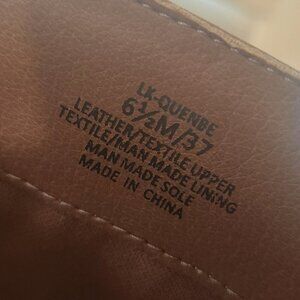 LK-QUENBE
6½M/37
LEATHER/TEXTILE UPPER
TEXTILE/MAN MADE LINING
MAN MADE SOLE
MADE IN CHINA